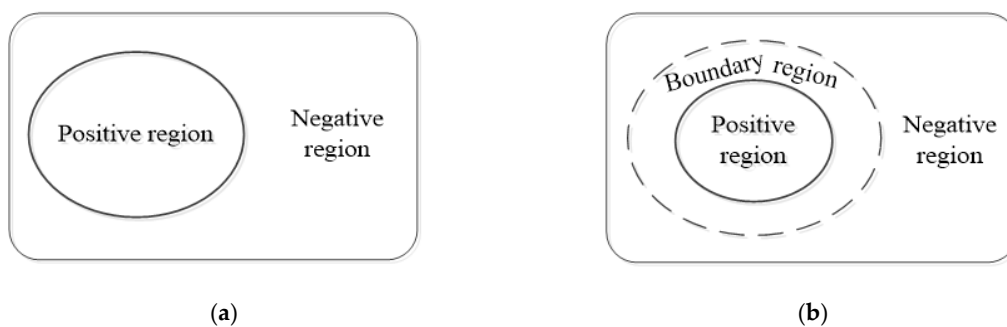 Positive region
Negative
region
(a)
Boundary region
Positive
region
Negative
region
(b)